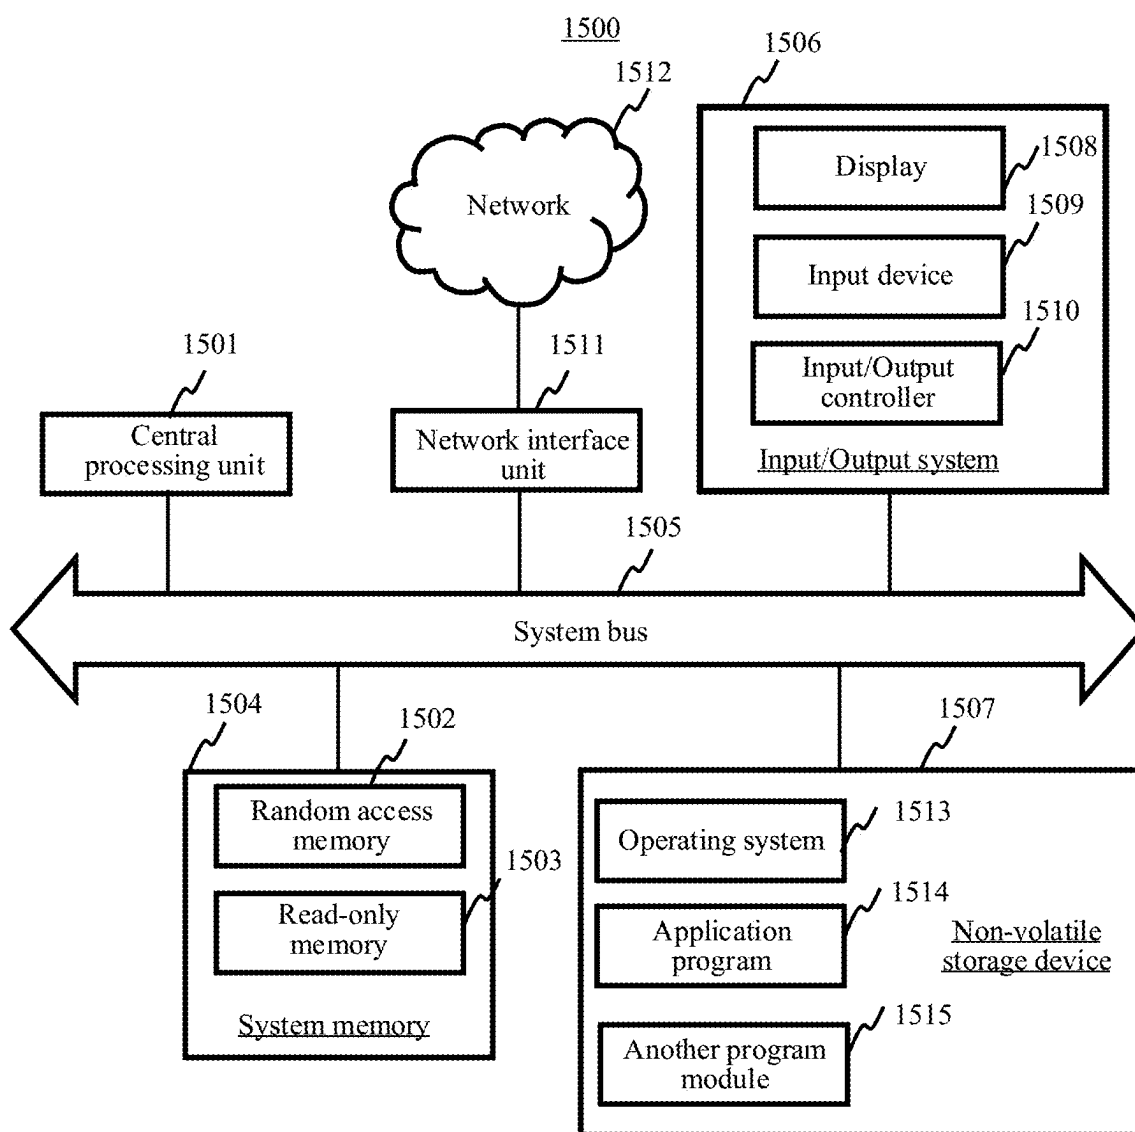 1500
1512
1506
Network
Display
1508
Input device
1509
Input/Output
controller
1510
Input/Output system
1501
Central
processing unit
1511
Network interface
unit
1505
System bus
1504
1502
Random access
memory
1503
Read-only
memory
System memory
1507
Operating system
1513
Application
program
1514
Non-volatile
storage device
Another program
module
1515